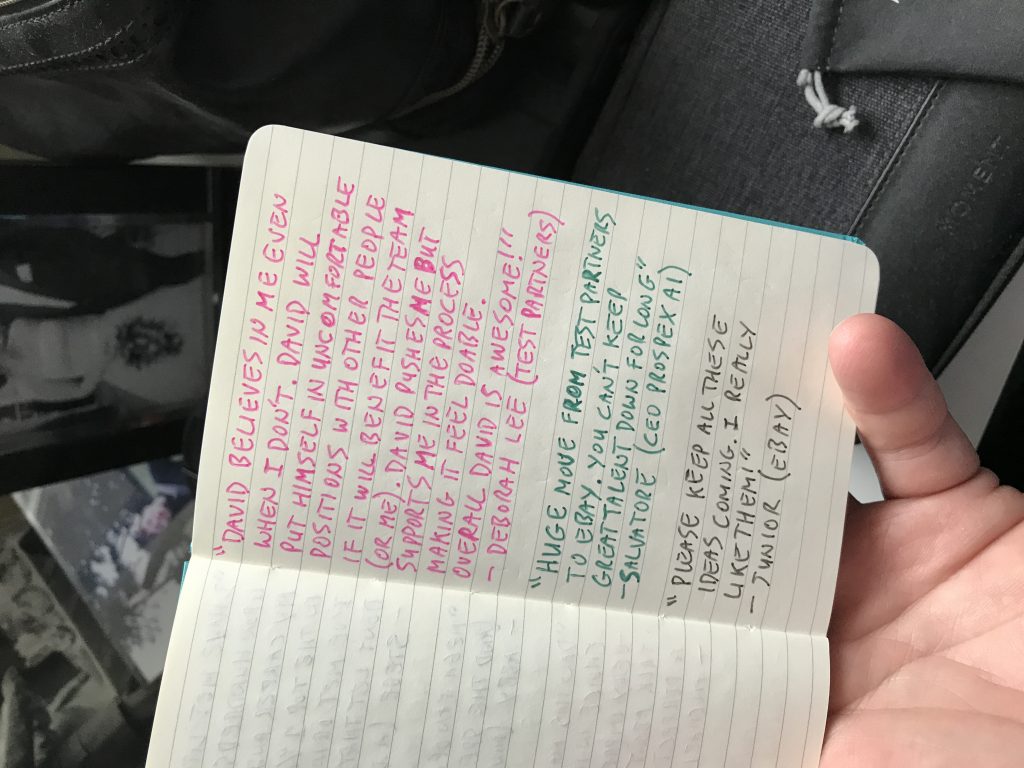 "DAVID BELIEVES IN ME EVEN
WHEN I DON'T. DAVID WILL
PUT HIMSELF IN UNCOMFORTABLE
POSITIONS WITH OTHER PEOPLE
IF IT WILL BENEFIT THE TEAM
(OR ME). DAVID PUSHES ME BUT
SUPPORTS ME IN THE PROCESS
MAKING IT FEEL DOABLE.
OVERALL DAVID IS AWESOME!!"
- DEBORAH LEE (TEST PARTNERS)
"HUGE MOVE FROM TEST PARTNERS
TO EBAY. YOU CAN'T KEEP
GREAT TALENT DOWN FOR LONG"
- SALVATORE (CEO PROSPEX AI)
"PLEASE KEEP ALL THESE
IDEAS COMING. I REALLY
LIKE THEM!"
- JUNIOR (EBAY)
MOMENT